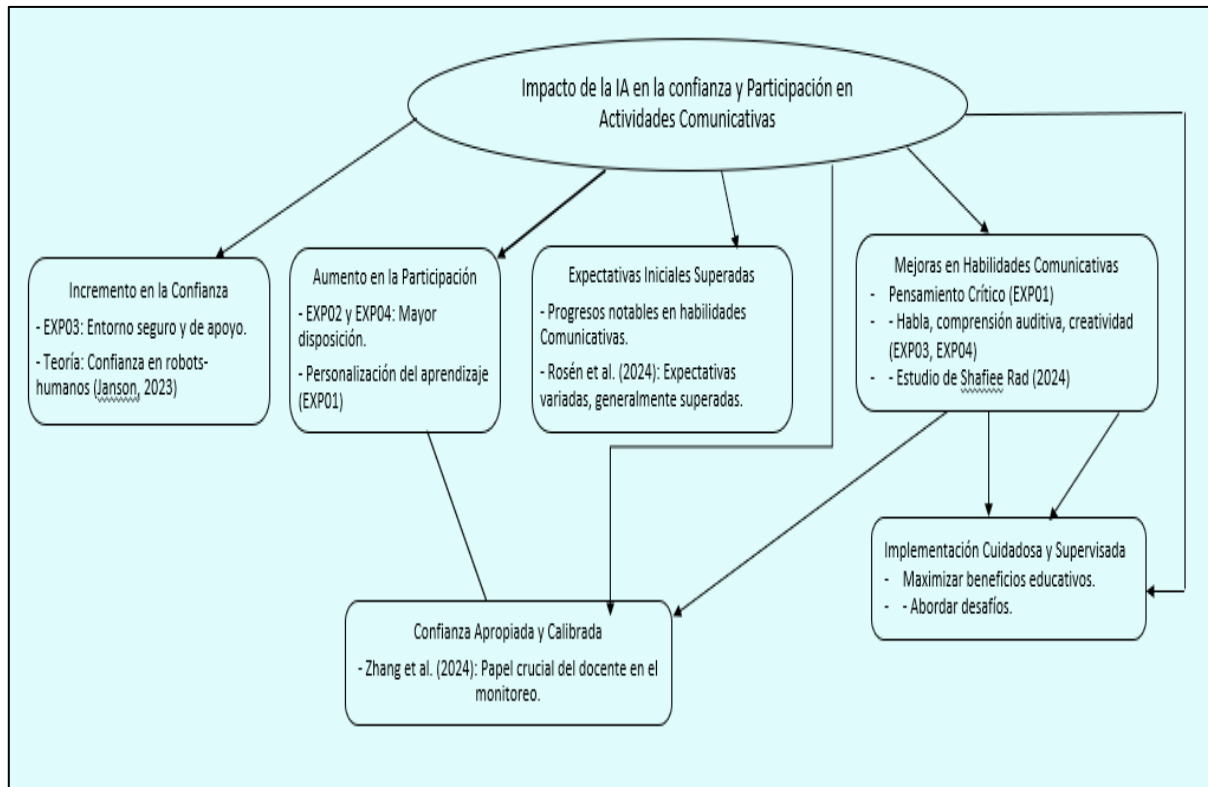 Impacto de la IA en la confianza y Participación en
Actividades Comunicativas
Incremento en la Confianza
- EXP03: Entorno seguro y de apoyo.
- Teoría: Confianza en robots-
humanos (Janson, 2023)
Aumento en la Participación
- EXP02 y EXP04: Mayor
disposición.
- Personalización del aprendizaje
(EXP01)
Expectativas Iniciales Superadas
- Progresos notables en habilidades
Comunicativas.
- Rosén et al. (2024): Expectativas
variadas, generalmente superadas.
Mejoras en Habilidades Comunicativas
- Pensamiento Crítico (EXP01)
- - Habla, comprensión auditiva, creatividad
(EXP03, EXP04)
- - Estudio de Shafiee Rad (2024)
Implementación Cuidadosa y Supervisada
- Maximizar beneficios educativos.
- - Abordar desafíos.
Confianza Apropiada y Calibrada
- Zhang et al. (2024): Papel crucial del docente en el
monitoreo.